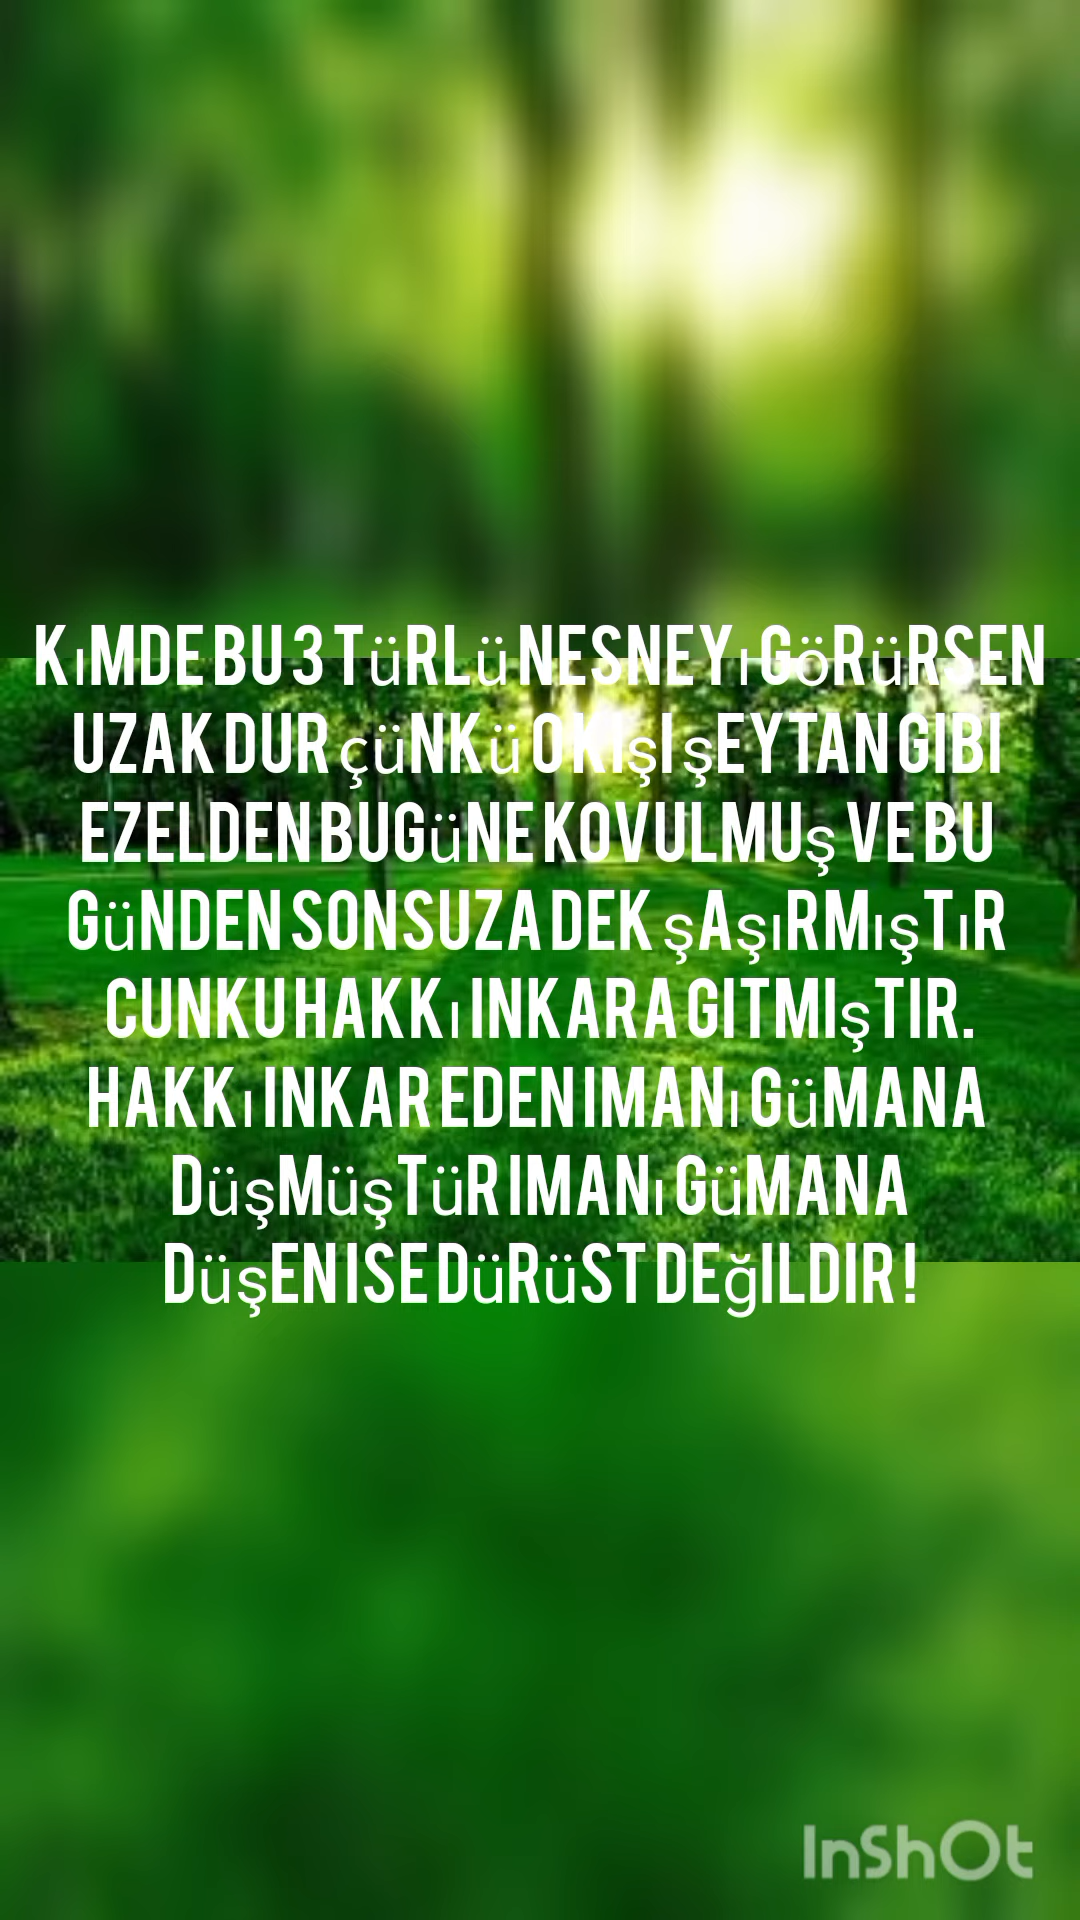 KıMDE BU 3 TüRLü NESNEYı GöRüRSEN
UZAK DUR çüNKü O KIşI şEYTAN GIBI
EZELDEN BUGüNE KOVULMUş VE BU
GüNDEN SONSUZA DEK şAşıRMışTıR
CUNKU HAKKı INKARA GITMIşTIR.
HAKKı INKAR EDEN IMANı GüMANA
DüşMüşTüR IMANı GüMANA
DüşEN ISE DüRüST DEğILDIR!
InShOt